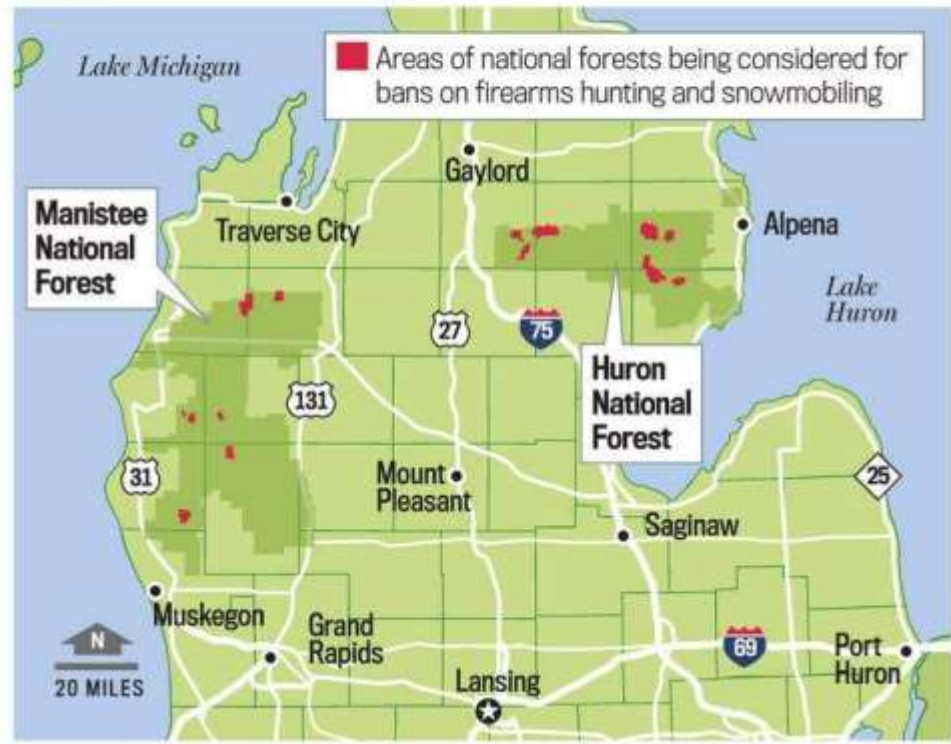 Lake Michigan
Areas of national forests being considered for
bans on firearms hunting and snowmobiling
Gaylord
Manistee
National
Forest
Traverse City
Alpena
Lake
Huron
27
75
Huron
National
Forest
131
31
Mount
Pleasant
25
Saginaw
Muskegon
Grand
Rapids
69
Port
Huron
Lansing
N
20 MILES